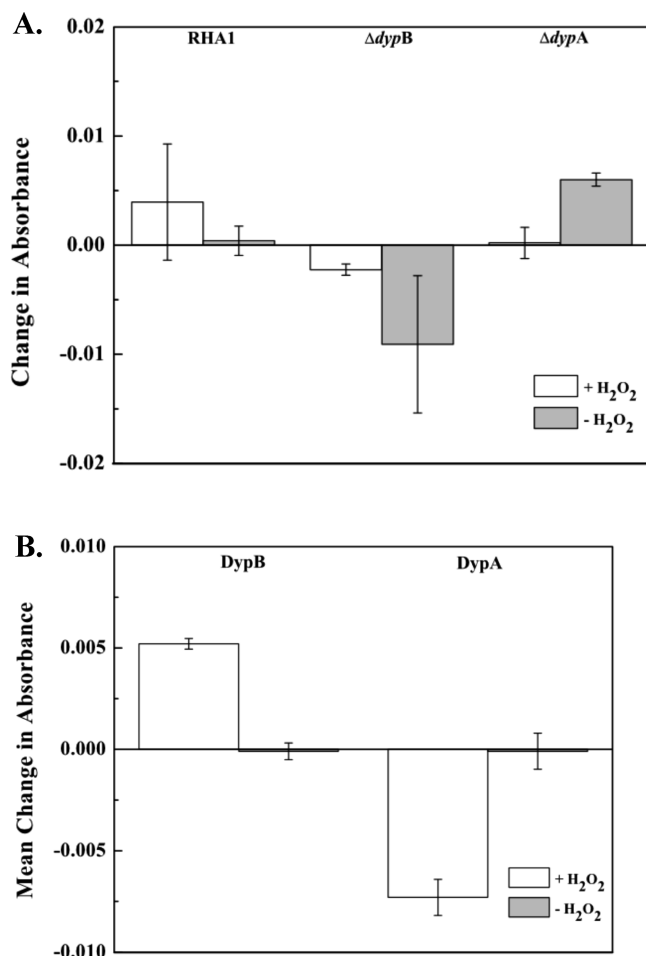 A.
0.02
RHA1 ΔdypB ΔdypA
0.01
0.00
-0.01
-0.02
Change in Absorbance
+ H₂O₂
- H₂O₂
B.
0.010
DypB DypA
0.005
0.000
-0.005
-0.010
Mean Change in Absorbance
+ H₂O₂
- H₂O₂